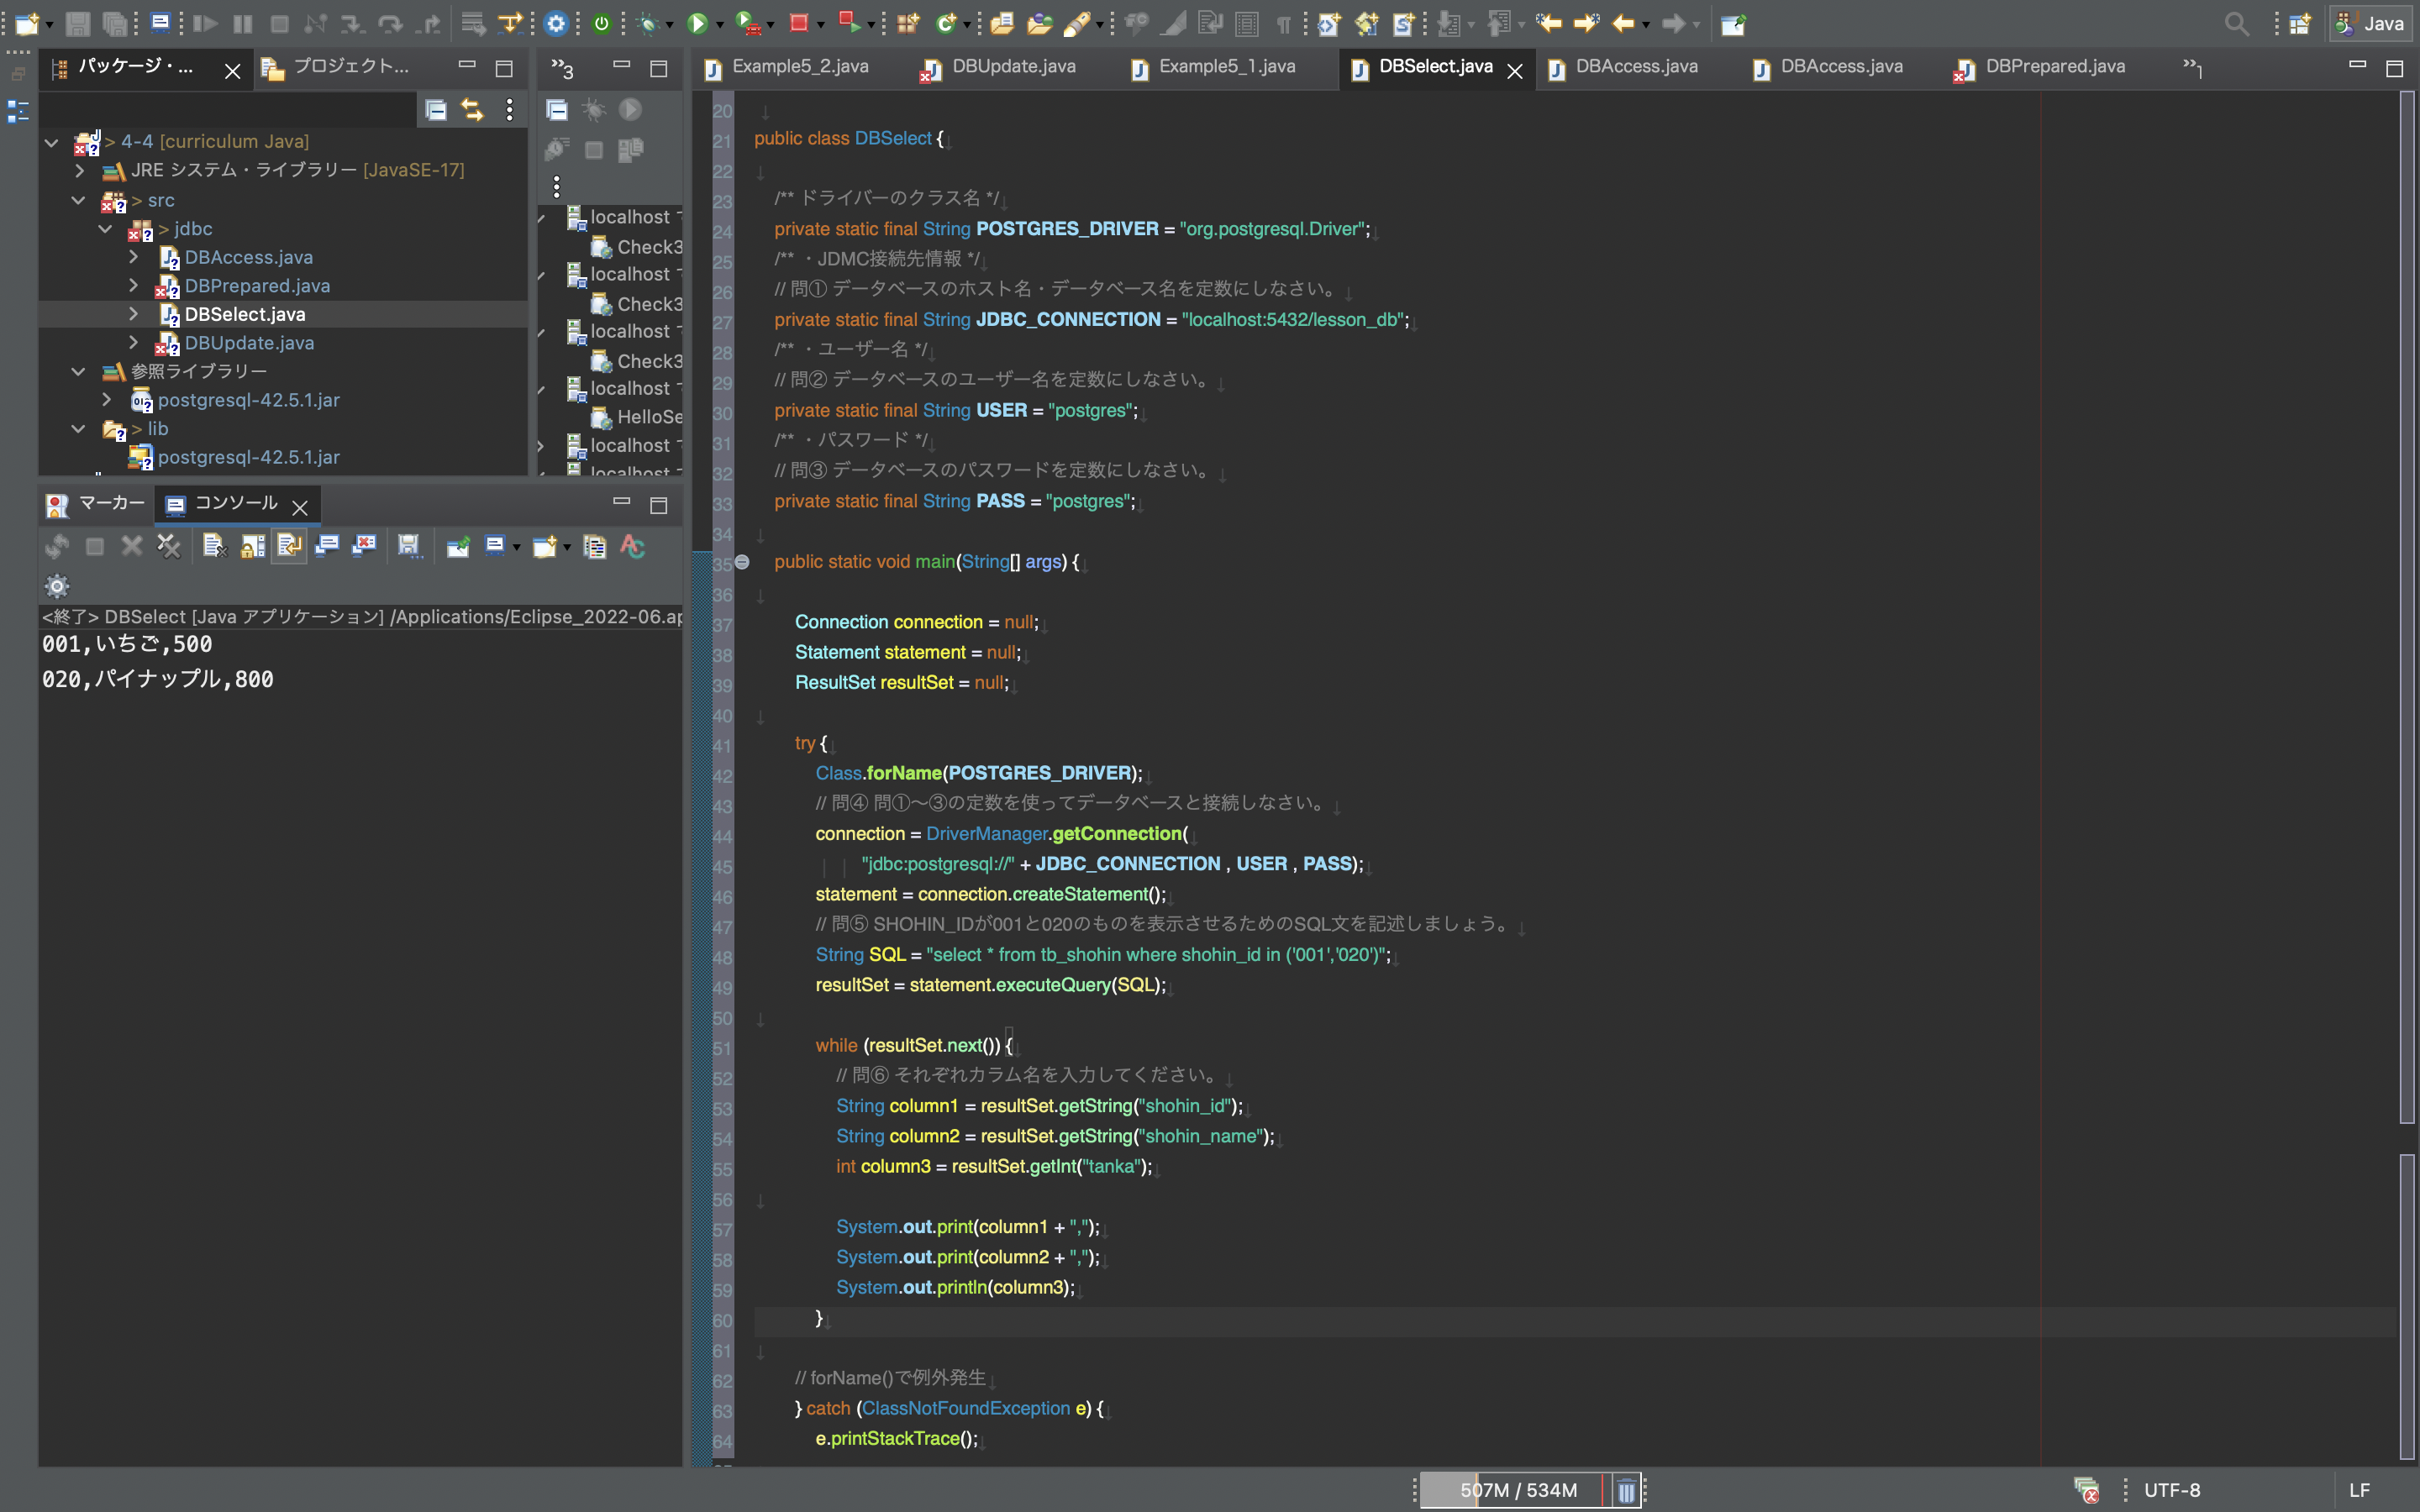 Java
パッケージ・...
プロジェクト...
> 4-4 [curriculum Java]
JRE システム・ライブラリー [JavaSE-17]
> src
> jdbc
DBAccess.java
DBPrepared.java
DBSelect.java
DBUpdate.java
参照ライブラリー
postgresql-42.5.1.jar
> lib
postgresql-42.5.1.jar
3
localhost
Check3
localhost
Check3
localhost
Check3
localhost
HelloSe
localhost
localhost
マーカー
コンソール
<終了> DBSelect [Java アプリケーション] /Applications/Eclipse_2022-06.ap
001,いちご,500
020,パイナップル,800
Example5_2.java
DBUpdate.java
Example5_1.java
DBSelect.java
DBAccess.java
DBAccess.java
DBPrepared.java
1
20
21 public class DBSelect {
22
23 /** ドライバーのクラス名 */
24 private static final String POSTGRES_DRIVER = "org.postgresql.Driver";
25 /** ・JDMC接続先情報 */
26 // 問① データベースのホスト名・データベース名を定数にしなさい。
27 private static final String JDBC_CONNECTION = "localhost:5432/lesson_db";
28 /** ・ユーザー名 */
29 // 問② データベースのユーザー名を定数にしなさい。
30 private static final String USER = "postgres";
31 /** ・パスワード */
32 // 問③ データベースのパスワードを定数にしなさい。
33 private static final String PASS = "postgres";
34
35 public static void main(String[] args) {
36
37 Connection connection = null;
38 Statement statement = null;
39 ResultSet resultSet = null;
40
41 try {
42 Class.forName(POSTGRES_DRIVER);
43 // 問④ 問①〜③の定数を使ってデータベースと接続しなさい。
44 connection = DriverManager.getConnection(
45 "jdbc:postgresql://" + JDBC_CONNECTION , USER , PASS);
46 statement = connection.createStatement();
47 // 問⑤ SHOHIN_IDが001と020のものを表示させるためのSQL文を記述しましょう。
48 String SQL = "select * from tb_shohin where shohin_id in ('001','020')";
49 resultSet = statement.executeQuery(SQL);
50
51 while (resultSet.next()) {
52 // 問⑥ それぞれカラム名を入力してください。
53 String column1 = resultSet.getString("shohin_id");
54 String column2 = resultSet.getString("shohin_name");
55 int column3 = resultSet.getInt("tanka");
56
57 System.out.print(column1 + ",");
58 System.out.print(column2 + ",");
59 System.out.println(column3);
60 }
61
62 // forName()で例外発生
63 } catch (ClassNotFoundException e) {
64 e.printStackTrace();
507M / 534M
UTF-8
LF